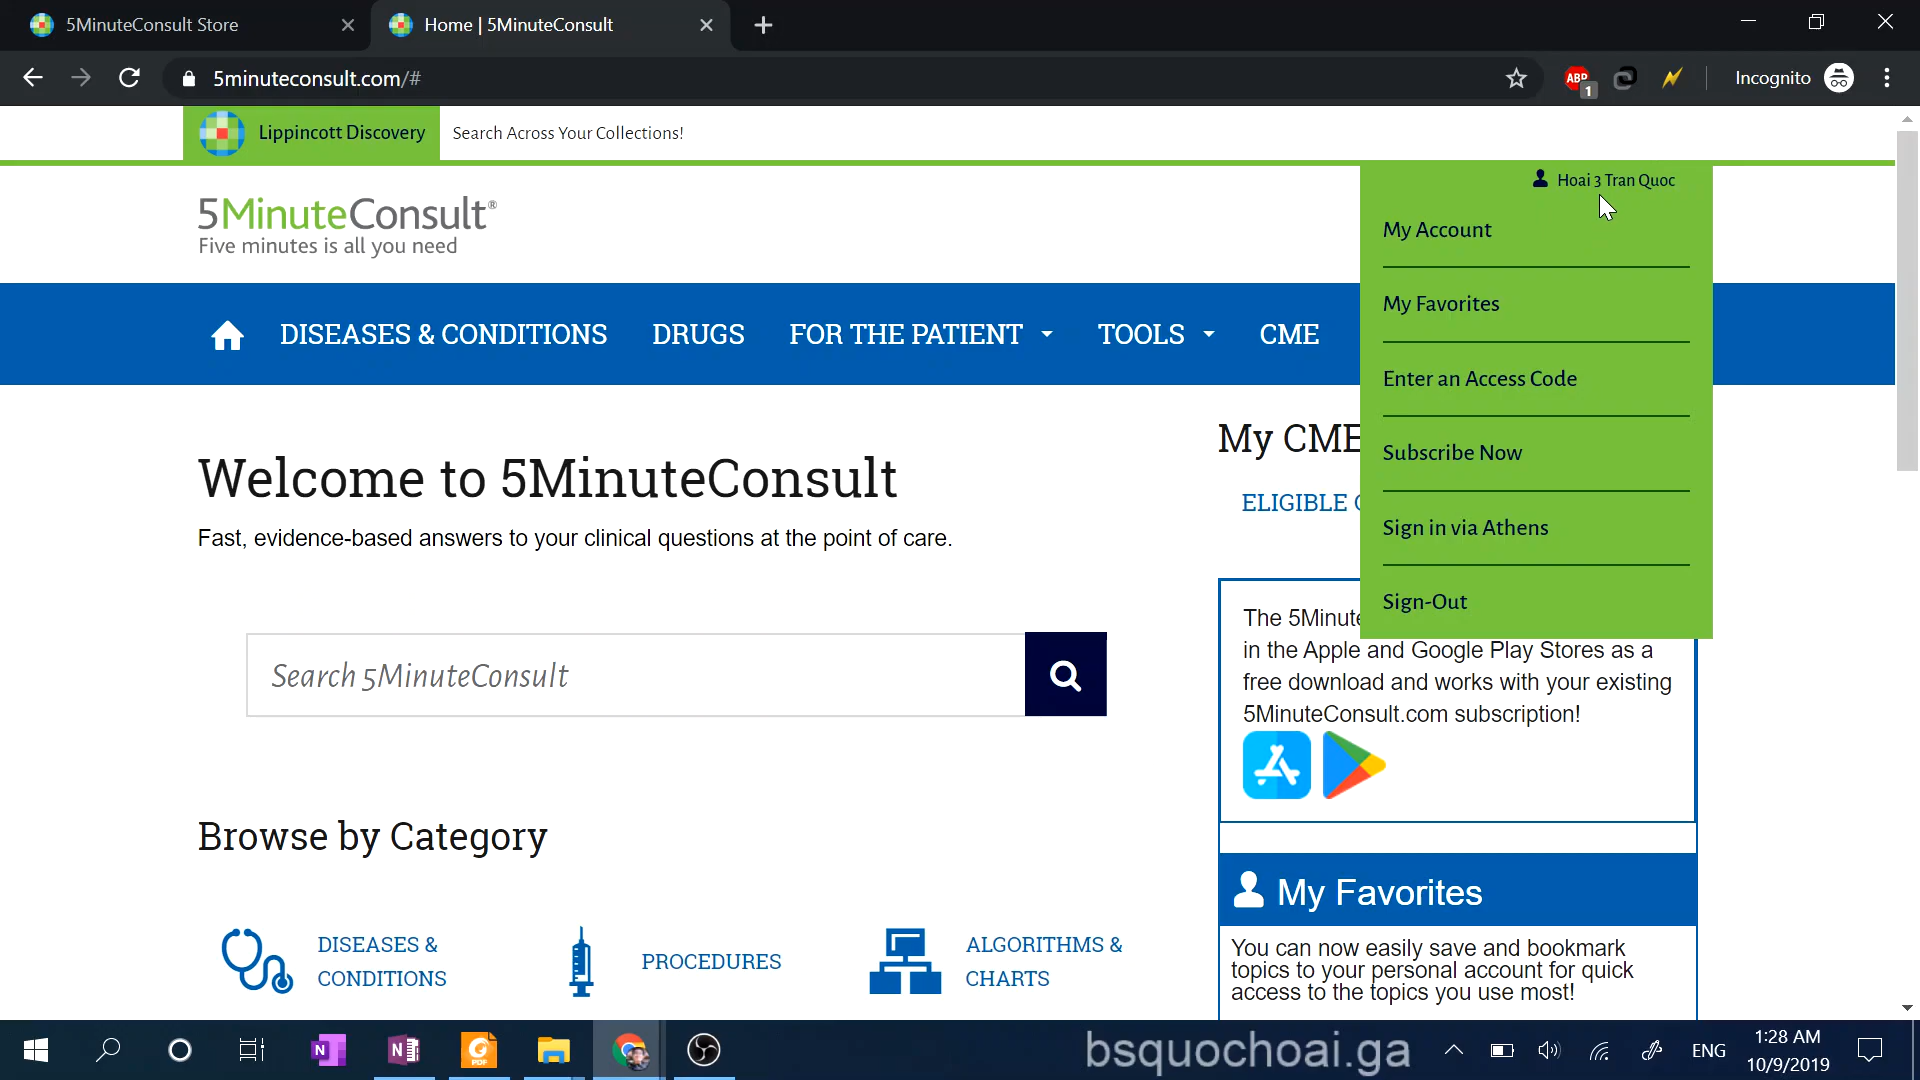 5MinuteConsult Store
Home | 5MinuteConsult
5minuteconsult.com/#
ABP
1
Incognito
Lippincott Discovery
Search Across Your Collections!
Hoai 3 Tran Quoc
5MinuteConsult®
Five minutes is all you need
My Account
My Favorites
Enter an Access Code
Subscribe Now
Sign in via Athens
Sign-Out
DISEASES & CONDITIONS
DRUGS
FOR THE PATIENT
TOOLS
CME
Welcome to 5MinuteConsult
Fast, evidence-based answers to your clinical questions at the point of care.
Search 5MinuteConsult
My CME
ELIGIBLE
The 5Minute
in the Apple and Google Play Stores as a
free download and works with your existing
5MinuteConsult.com subscription!
Browse by Category
DISEASES &
CONDITIONS
PROCEDURES
ALGORITHMS &
CHARTS
My Favorites
You can now easily save and bookmark
topics to your personal account for quick
access to the topics you use most!
N
N
PDF
bsquochoai.ga
ENG
1:28 AM
10/9/2019